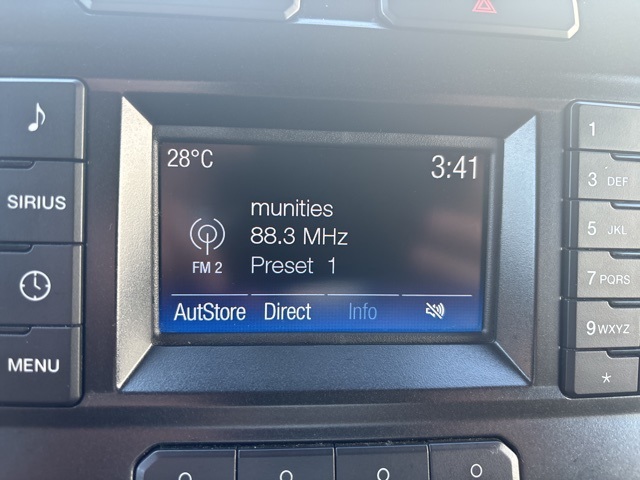 28°C
3:41
munities
88.3 MHz
FM 2
Preset 1
AutStore Direct Info
SIRIUS
MENU
1
3 DEF
5 JKL
7 PQRS
9 WXYZ
*